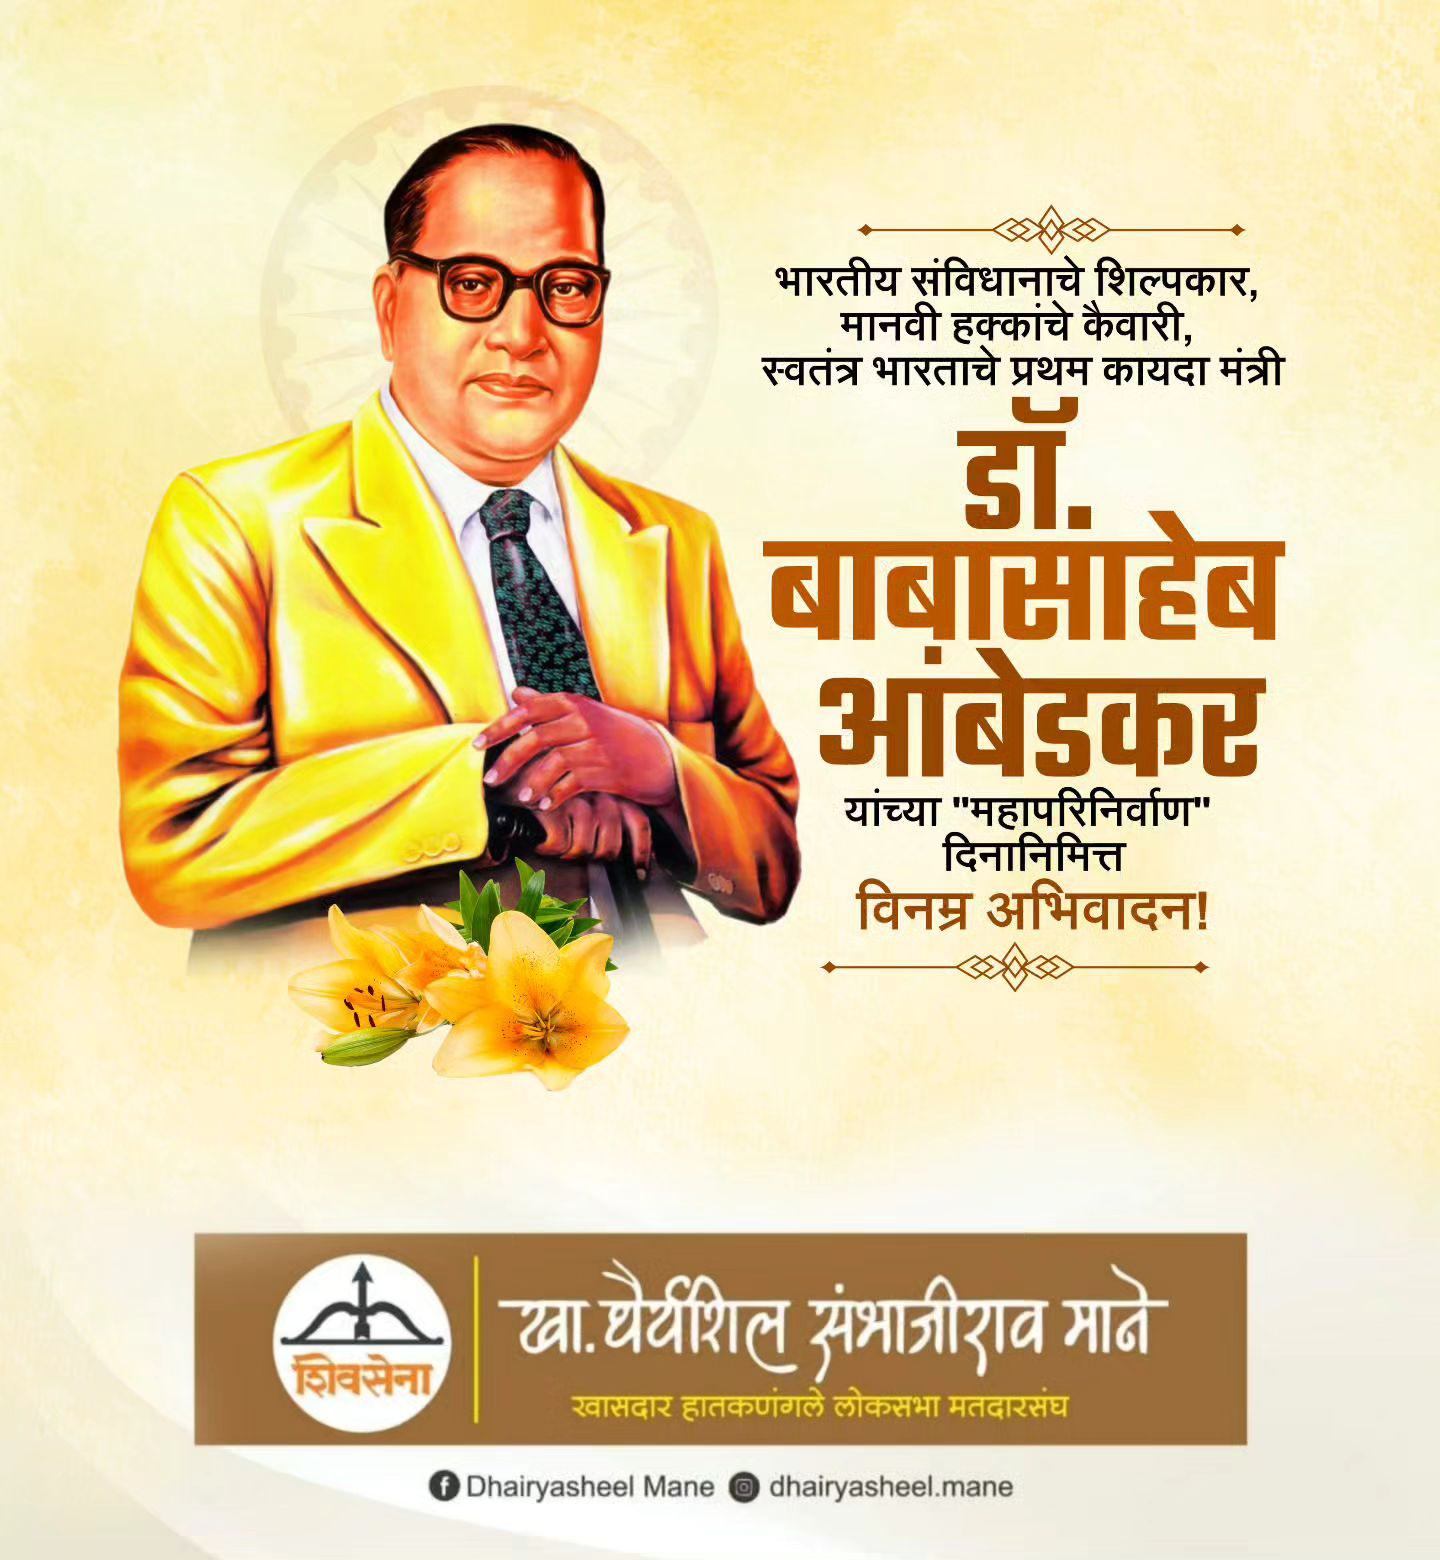 भारतीय संविधानाचे शिल्पकार,
मानवी हक्कांचे कैवारी,
स्वतंत्र भारताचे प्रथम कायदा मंत्री
डॉ.
बाबासाहेब
आंबेडकर
यांच्या "महापरिनिर्वाण"
दिनानिमित्त
विनम्र अभिवादन!
शिवसेना
खा. धैर्यशिल संभाजीराव माने
खासदार हातकणंगले लोकसभा मतदारसंघ
Dhairyasheel Mane dhairyasheel.mane